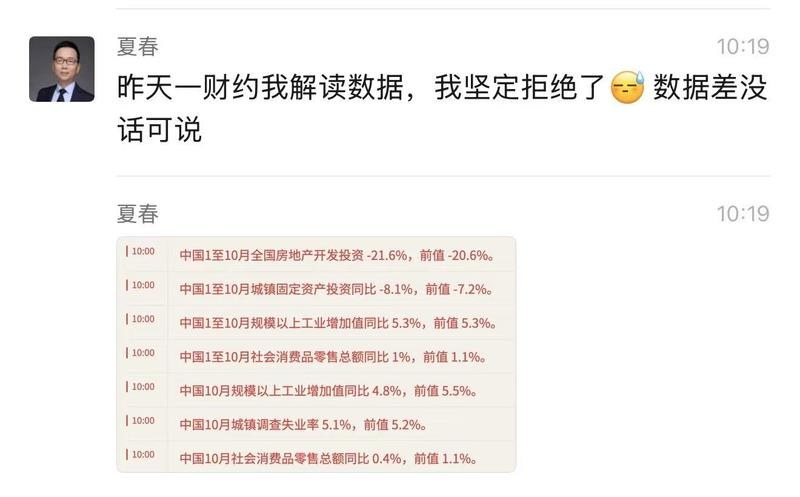 夏春
10:19
昨天一财约我解读数据，我坚定拒绝了😓 数据差没
话可说
夏春
10:19
10:00 中国1至10月全国房地产开发投资 -21.6%，前值 -20.6%。
10:00 中国1至10月城镇固定资产投资同比 -8.1%，前值 -7.2%。
10:00 中国1至10月规模以上工业增加值同比 5.3%，前值 5.3%。
10:00 中国1至10月社会消费品零售总额同比 1%，前值 1.1%。
10:00 中国10月规模以上工业增加值同比 4.8%，前值 5.5%。
10:00 中国10月城镇调查失业率 5.1%，前值 5.2%。
10:00 中国10月社会消费品零售总额同比 0.4%，前值 1.1%。